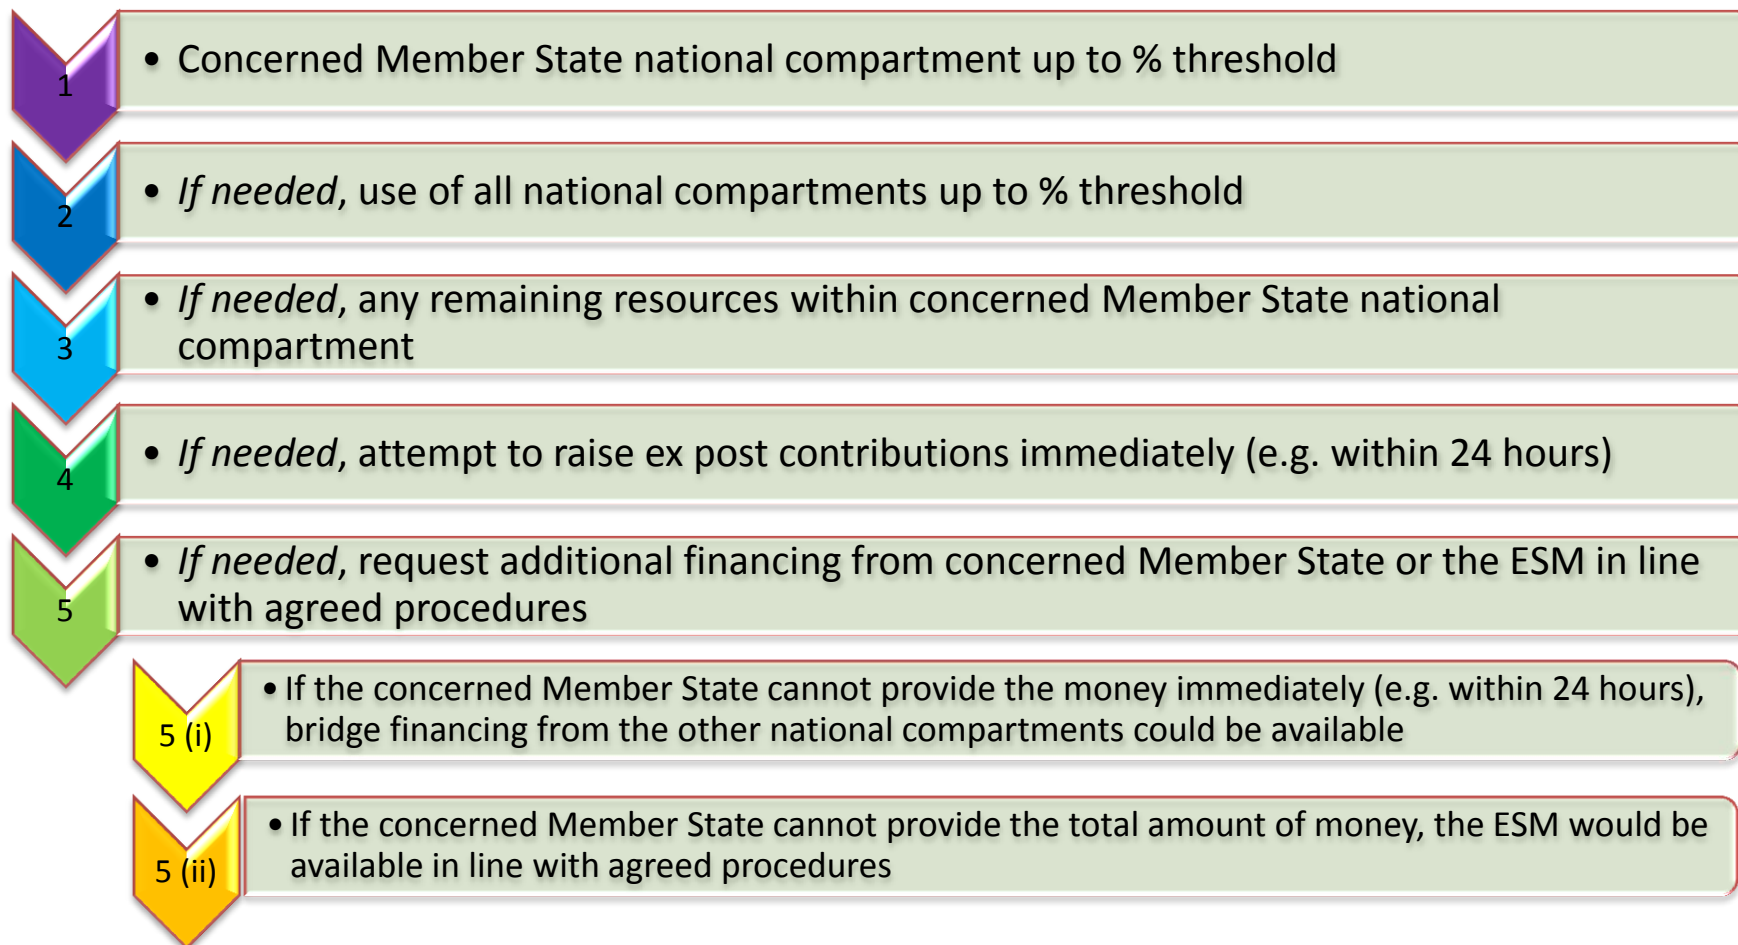 1
• Concerned Member State national compartment up to % threshold
2
• If needed, use of all national compartments up to % threshold
3
• If needed, any remaining resources within concerned Member State national
compartment
4
• If needed, attempt to raise ex post contributions immediately (e.g. within 24 hours)
5
• If needed, request additional financing from concerned Member State or the ESM in line
with agreed procedures
5 (i)
• If the concerned Member State cannot provide the money immediately (e.g. within 24 hours),
bridge financing from the other national compartments could be available
5 (ii)
• If the concerned Member State cannot provide the total amount of money, the ESM would be
available in line with agreed procedures